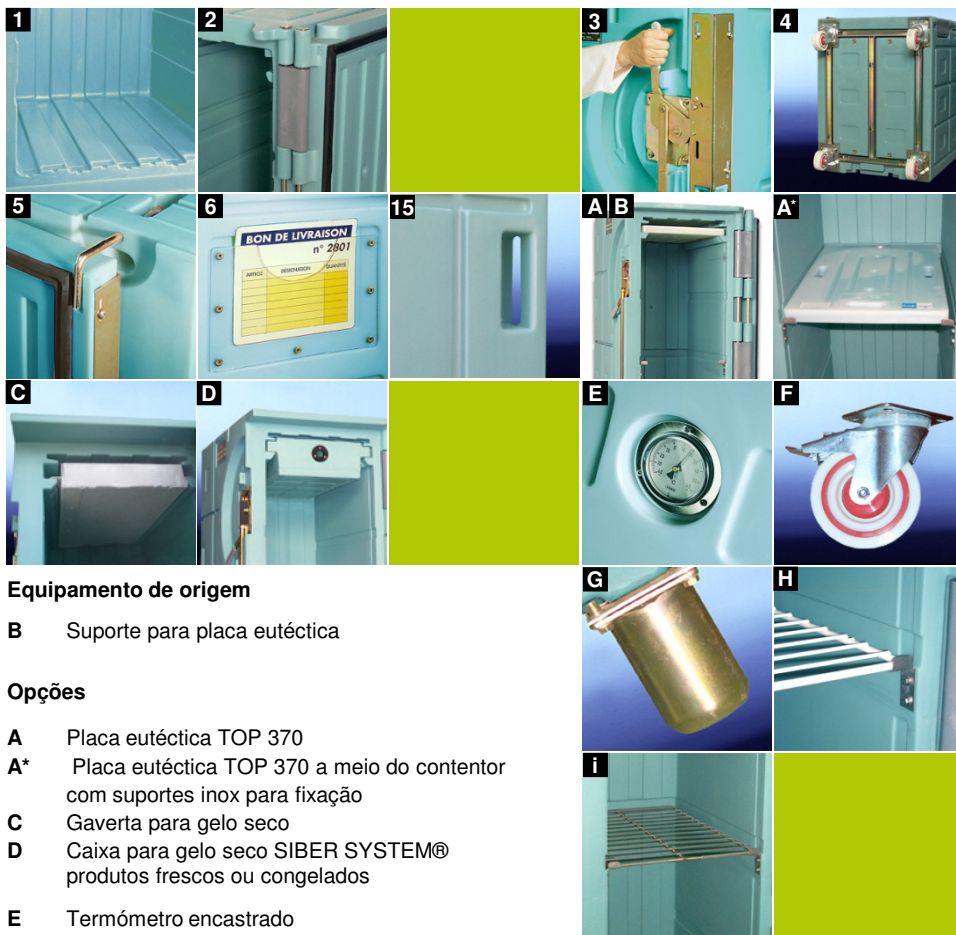 1
2
3
4
5
6
BON DE LIVRAISON
n° 2801
ARTICLE DÉSIGNATION QUANTITÉ
15
A B
A*
C
D
E
F
Equipamento de origem
B Suporte para placa eutéctica
Opções
A Placa eutéctica TOP 370
A* Placa eutéctica TOP 370 a meio do contentor
com suportes inox para fixação
C Gaverta para gelo seco
D Caixa para gelo seco SIBER SYSTEM®
produtos frescos ou congelados
E Termómetro encastrado
G
H
i